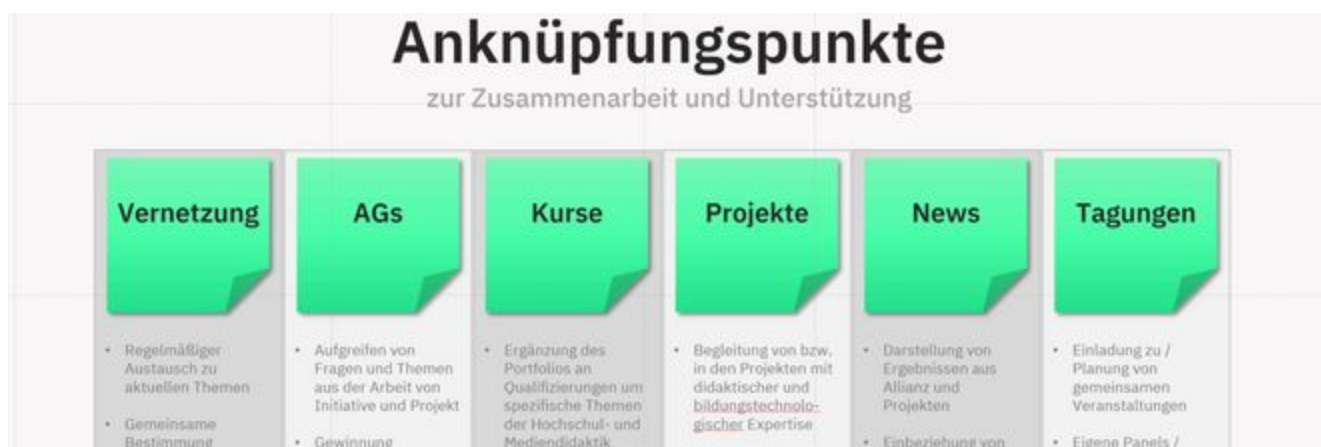 Anknüpfungspunkte
zur Zusammenarbeit und Unterstützung
Vernetzung
• Regelmäßiger
Austausch zu
aktuellen Themen
• Gemeinsame
Bestimmung
AGs
• Aufgreifen von
Fragen und Themen
aus der Arbeit von
Initiative und Projekt
• Gewinnung
Kurse
• Ergänzung des
Portfolios an
Qualifizierungen um
spezifische Themen
der Hochschul- und
Mediendidaktik
Projekte
• Begleitung von bzw.
in den Projekten mit
didaktischer und
bildungstechnolo-
gischer Expertise
News
• Darstellung von
Ergebnissen aus
Allianz und
Projekten
• Einbeziehung von
Tagungen
• Einladung zu /
Planung von
gemeinsamen
Veranstaltungen
• Eigene Panels /